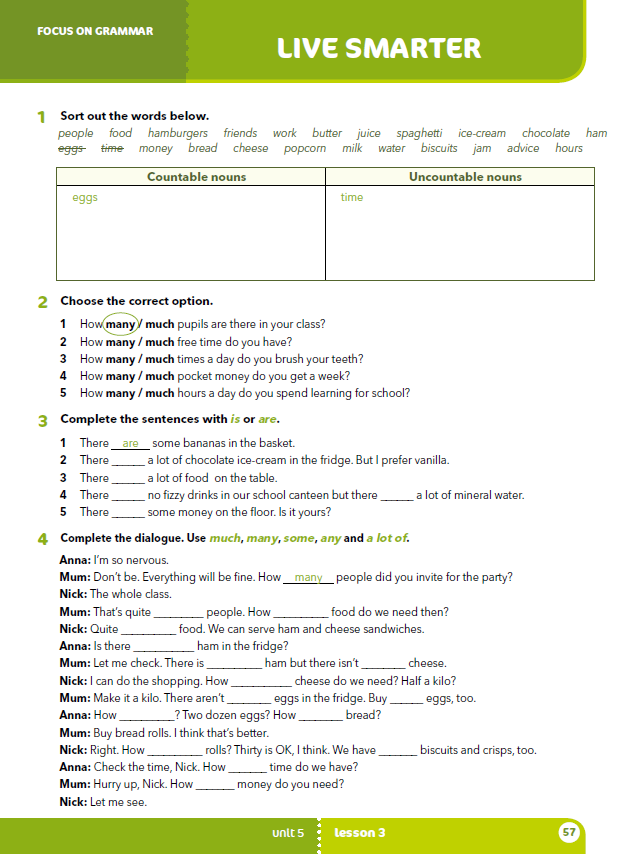 FOCUS ON GRAMMAR
LIVE SMARTER
1 Sort out the words below.
people food hamburgers friends work butter juice spaghetti ice-cream chocolate ham
eggs time money bread cheese popcorn milk water biscuits jam advice hours
Countable nouns Uncountable nouns
eggs time
2 Choose the correct option.
1 How many / much pupils are there in your class?
2 How many / much free time do you have?
3 How many / much times a day do you brush your teeth?
4 How many / much pocket money do you get a week?
5 How many / much hours a day do you spend learning for school?
3 Complete the sentences with is or are.
1 There are some bananas in the basket.
2 There ______ a lot of chocolate ice-cream in the fridge. But I prefer vanilla.
3 There ______ a lot of food on the table.
4 There ______ no fizzy drinks in our school canteen but there ______ a lot of mineral water.
5 There ______ some money on the floor. Is it yours?
4 Complete the dialogue. Use much, many, some, any and a lot of.
Anna: I'm so nervous.
Mum: Don't be. Everything will be fine. How many people did you invite for the party?
Nick: The whole class.
Mum: That's quite _________ people. How __________ food do we need then?
Nick: Quite __________ food. We can serve ham and cheese sandwiches.
Anna: Is there ___________ ham in the fridge?
Mum: Let me check. There is __________ ham but there isn't ________ cheese.
Nick: I can do the shopping. How ___________ cheese do we need? Half a kilo?
Mum: Make it a kilo. There aren't ________ eggs in the fridge. Buy ______ eggs, too.
Anna: How __________? Two dozen eggs? How ________ bread?
Mum: Buy bread rolls. I think that's better.
Nick: Right. How __________ rolls? Thirty is OK, I think. We have _______ biscuits and crisps, too.
Anna: Check the time, Nick. How _______ time do we have?
Mum: Hurry up, Nick. How _______ money do you need?
Nick: Let me see.
unit 5 lesson 3 57